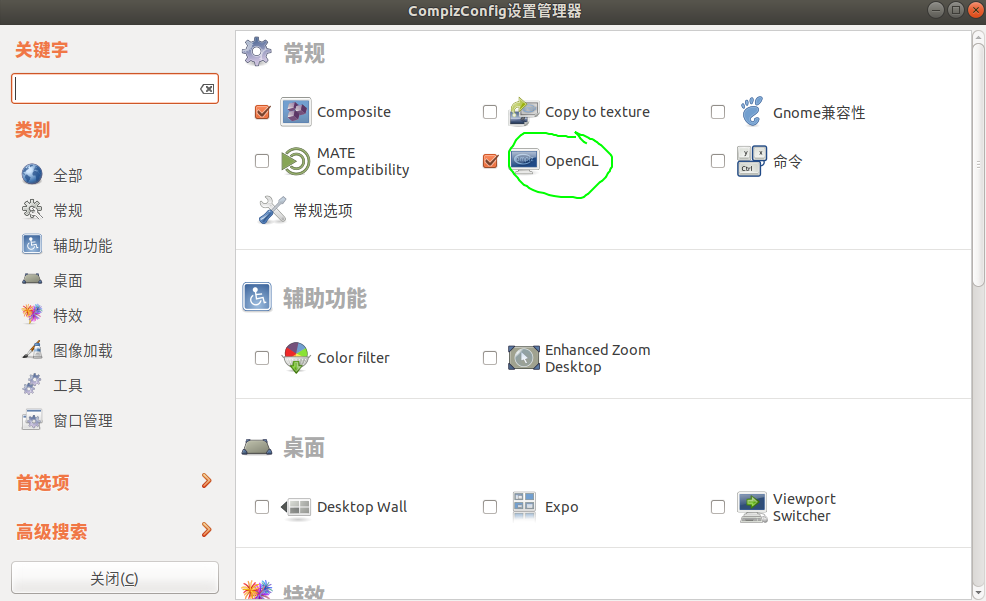 CompizConfig设置管理器
关键字
类别
全部
常规
辅助功能
桌面
特效
图像加载
工具
窗口管理
首选项
高级搜索
关闭(C)
常规
Composite
Copy to texture
Gnome兼容性
MATE
Compatibility
OpenGL
命令
常规选项
辅助功能
Color filter
Enhanced Zoom
Desktop
桌面
Desktop Wall
Expo
Viewport
Switcher
特效